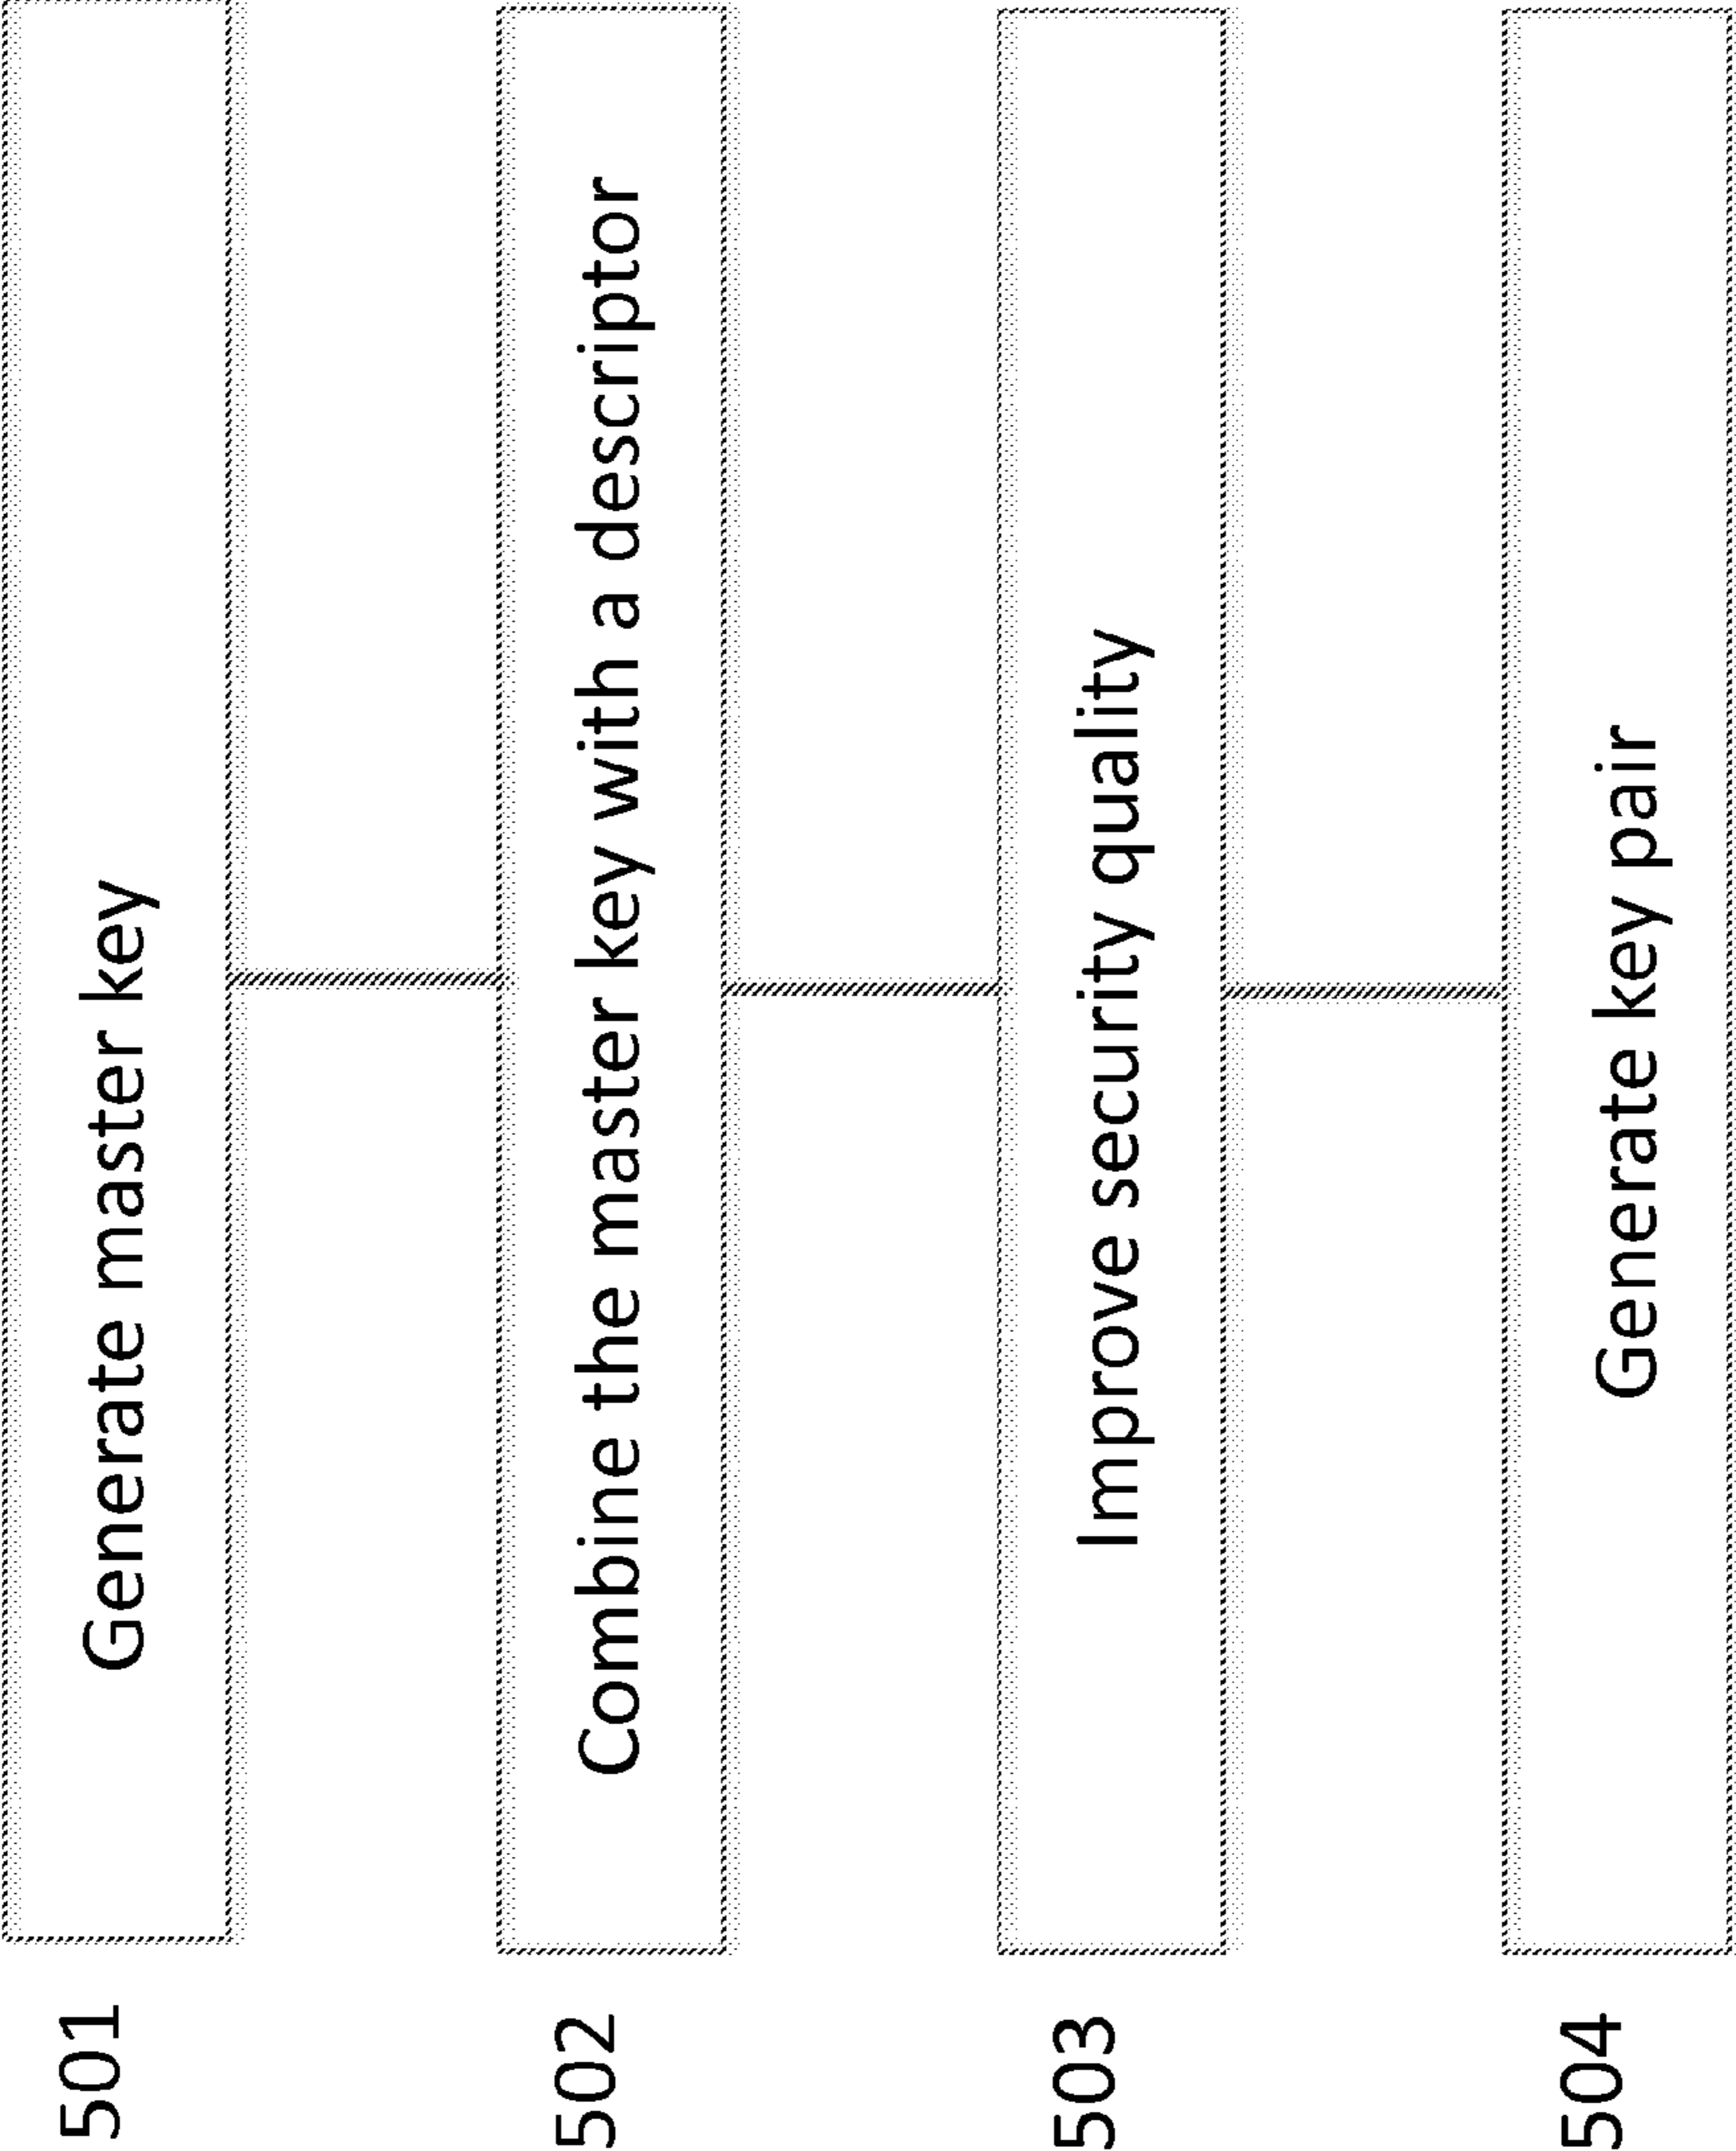 501 Generate master key
502 Combine the master key with a descriptor
503 Improve security quality
504 Generate key pair